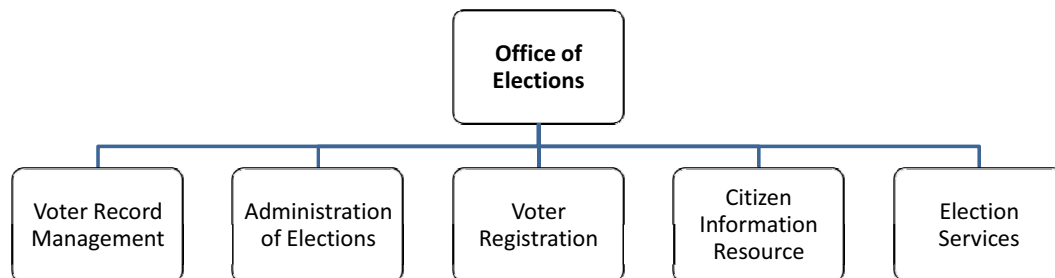 Office of
Elections
Voter Record
Management
Administration
of Elections
Voter
Registration
Citizen
Information
Resource
Election
Services